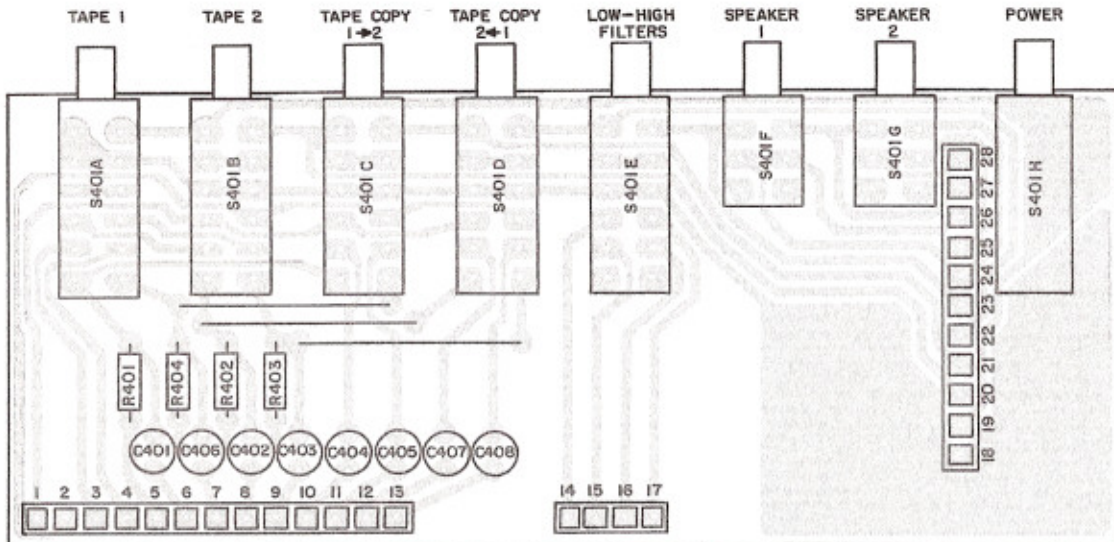 TAPE 1
TAPE 2
TAPE COPY
1→2
TAPE COPY
2←1
LOW-HIGH
FILTERS
SPEAKER
1
SPEAKER
2
POWER
S401A
S401B
S401C
S401D
S401E
S401F
S401G
S401H
28
27
26
25
24
23
22
21
20
19
18
R401
R404
R402
R403
C401
C406
C402
C403
C404
C405
C407
C408
1 2 3 4 5 6 7 8 9 10 11 12 13
14 15 16 17